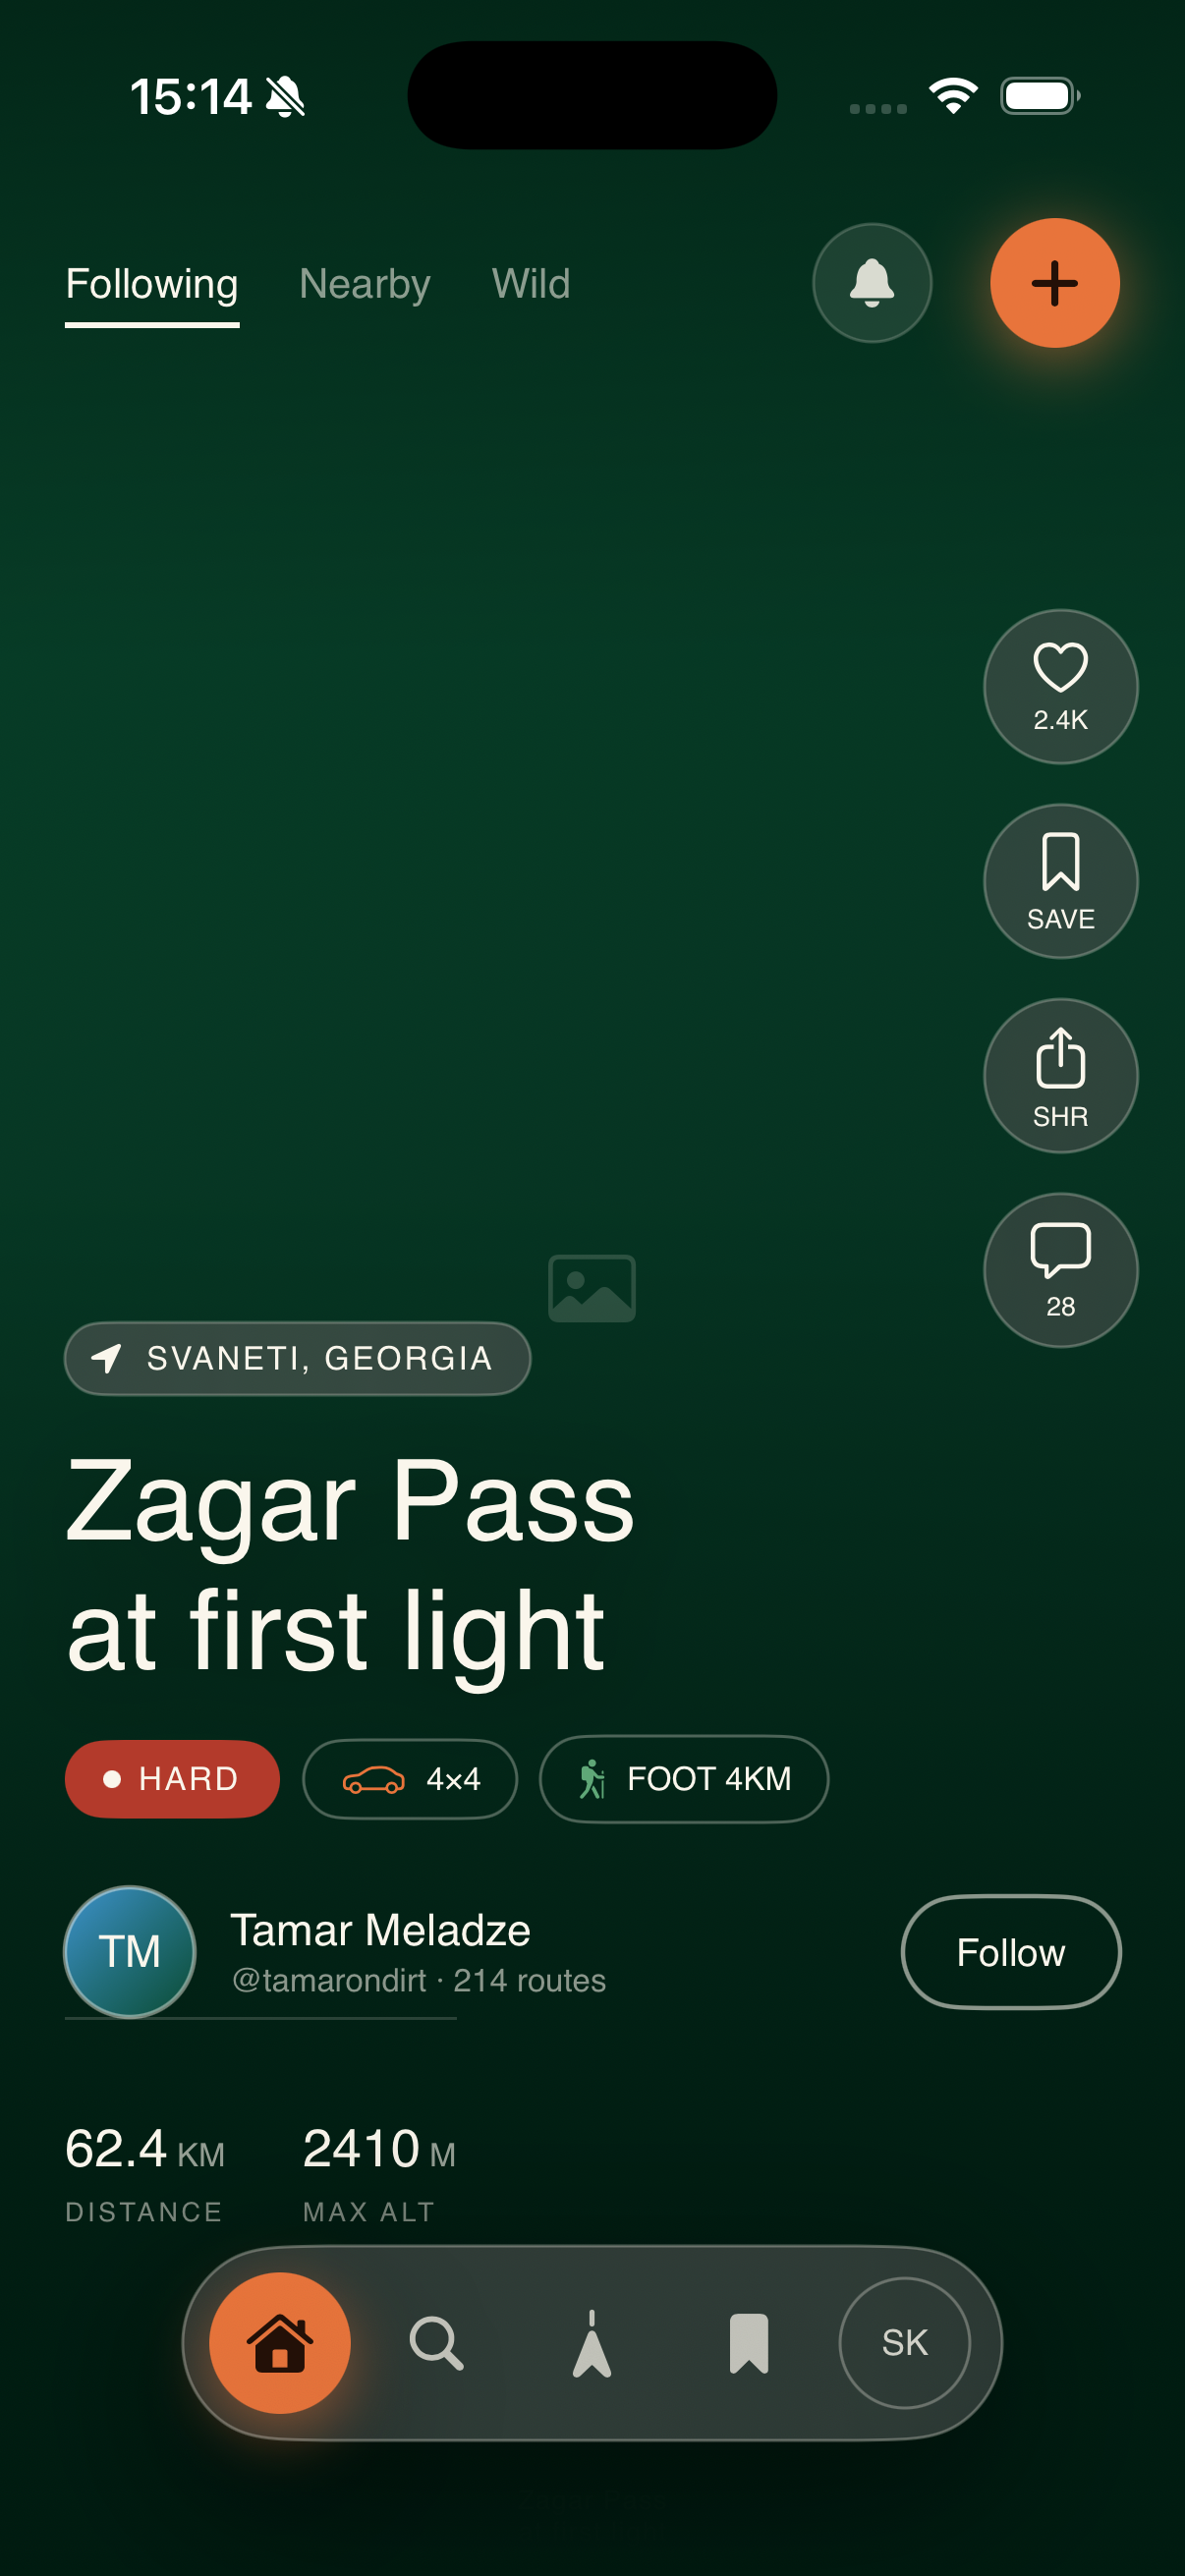 15:14
Following Nearby Wild
2.4K
SAVE
SHR
28
SVANETI, GEORGIA
Zagar Pass
at first light
HARD 4×4 FOOT 4KM
TM Tamar Meladze
@tamarondirt · 214 routes
Follow
62.4 KM 2410 M
DISTANCE MAX ALT
SK